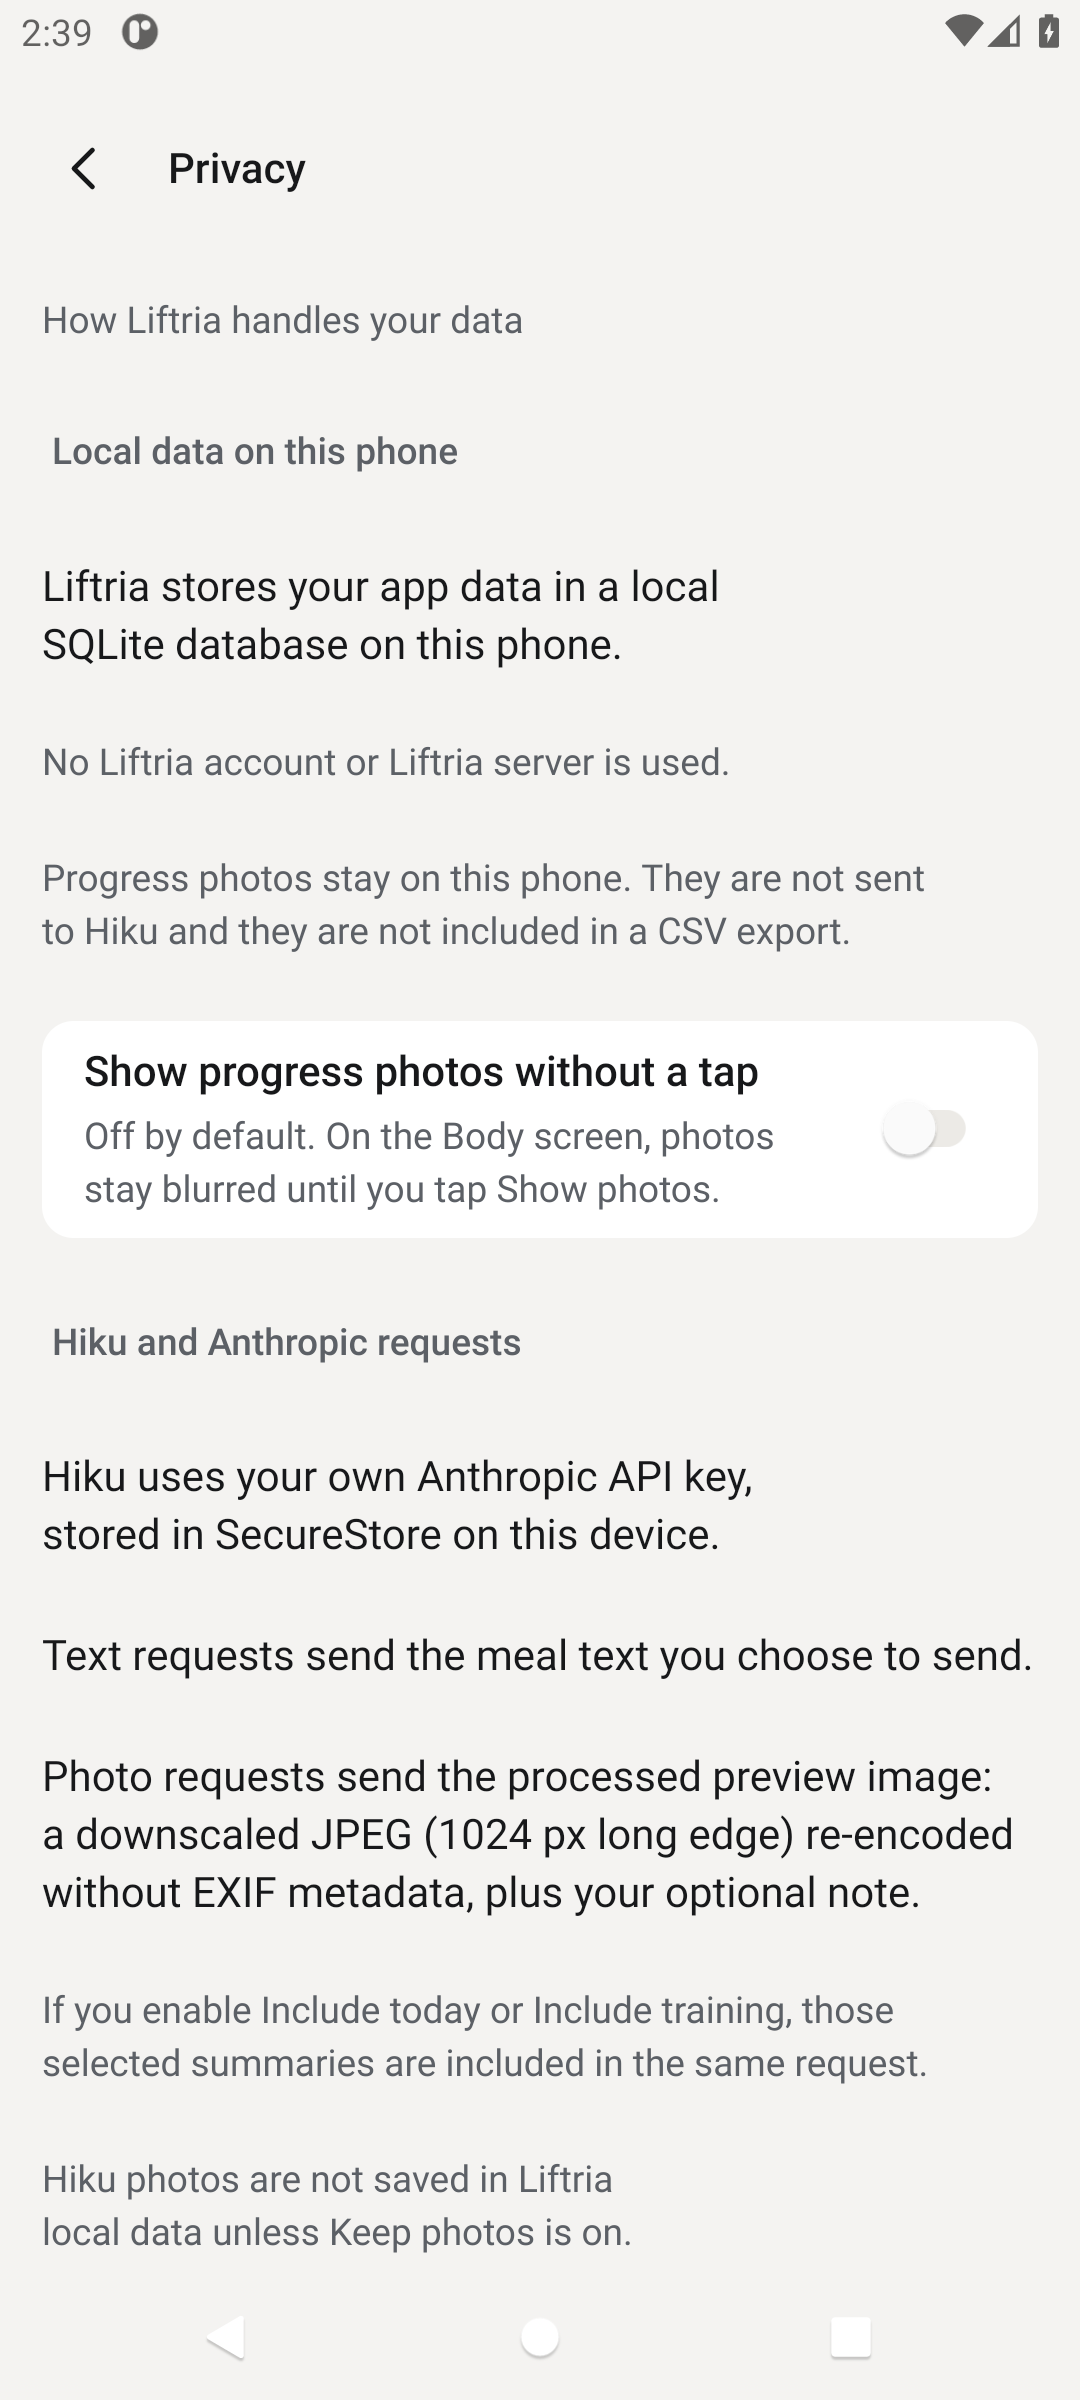 2:39
Privacy
How Liftria handles your data
Local data on this phone
Liftria stores your app data in a local
SQLite database on this phone.
No Liftria account or Liftria server is used.
Progress photos stay on this phone. They are not sent
to Hiku and they are not included in a CSV export.
Show progress photos without a tap
Off by default. On the Body screen, photos
stay blurred until you tap Show photos.
Hiku and Anthropic requests
Hiku uses your own Anthropic API key,
stored in SecureStore on this device.
Text requests send the meal text you choose to send.
Photo requests send the processed preview image:
a downscaled JPEG (1024 px long edge) re-encoded
without EXIF metadata, plus your optional note.
If you enable Include today or Include training, those
selected summaries are included in the same request.
Hiku photos are not saved in Liftria
local data unless Keep photos is on.